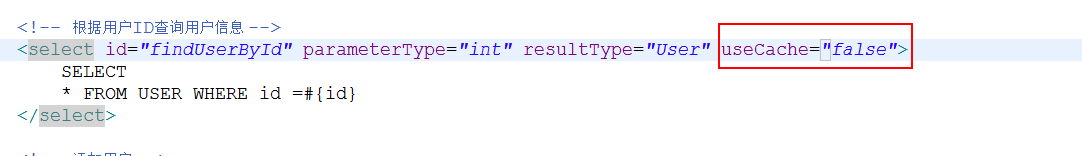 <!-- 根据用户ID查询用户信息 -->
<select id="findUserById" parameterType="int" resultType="User" useCache="false">
SELECT
* FROM USER WHERE id =#{id}
</select>